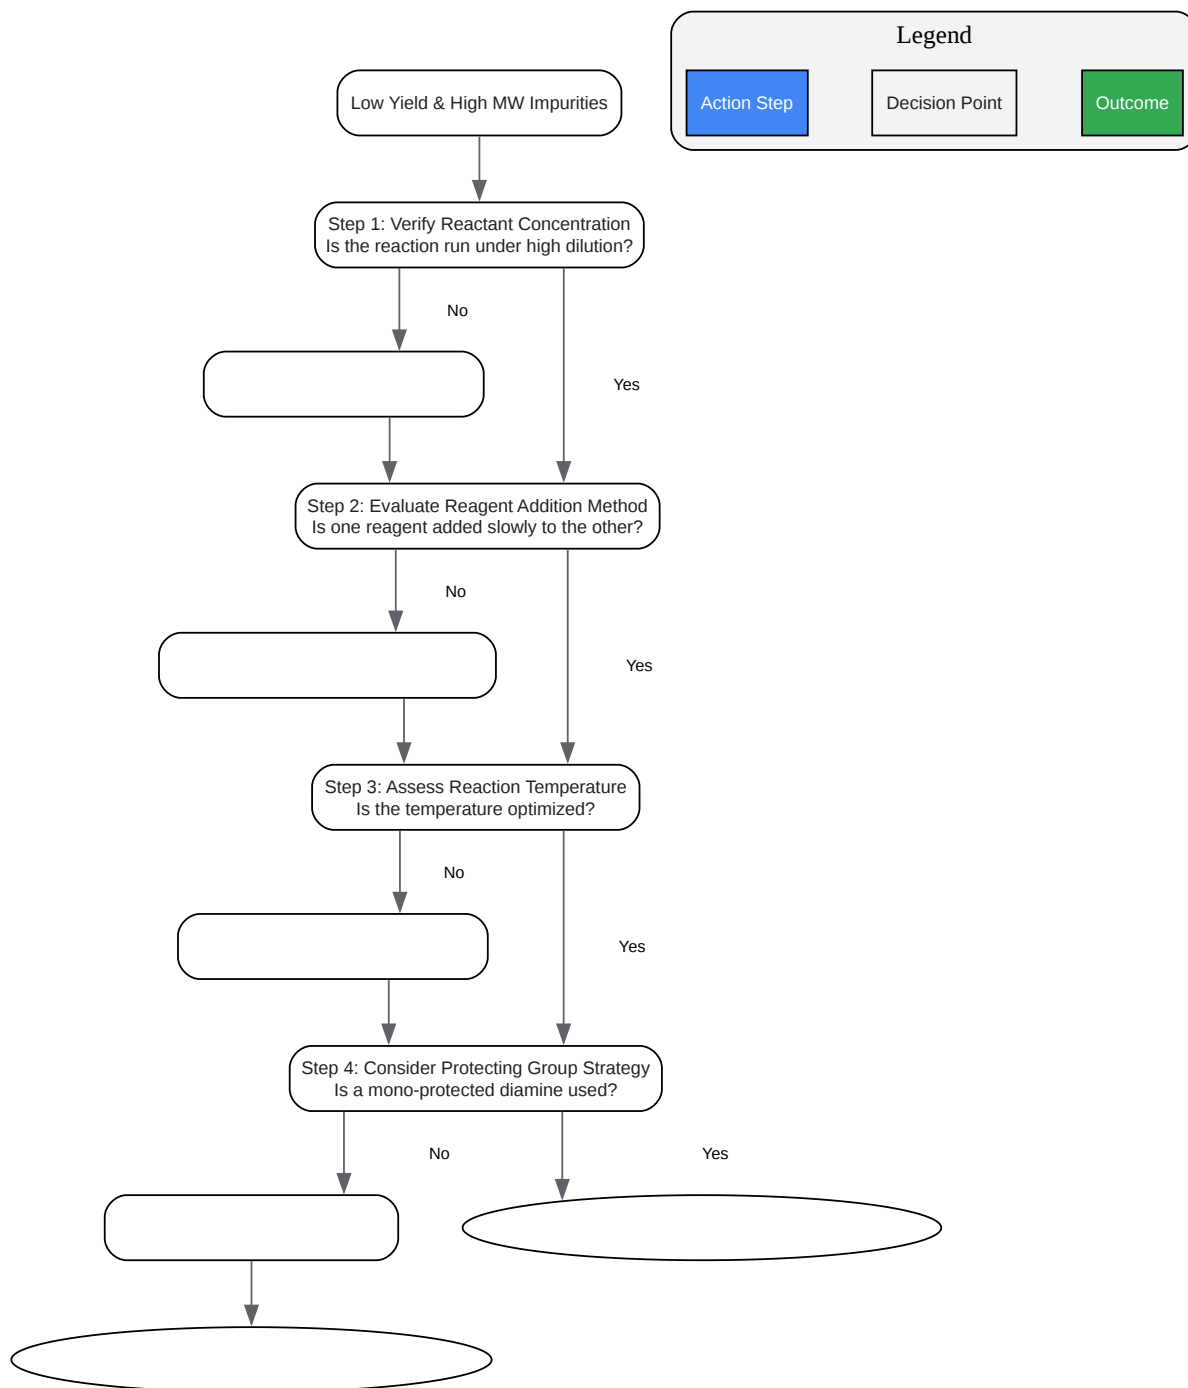 Legend
Action Step
Decision Point
Outcome
Low Yield & High MW Impurities
Step 1: Verify Reactant Concentration
Is the reaction run under high dilution?
No
Yes
Step 2: Evaluate Reagent Addition Method
Is one reagent added slowly to the other?
No
Yes
Step 3: Assess Reaction Temperature
Is the temperature optimized?
No
Yes
Step 4: Consider Protecting Group Strategy
Is a mono-protected diamine used?
No
Yes